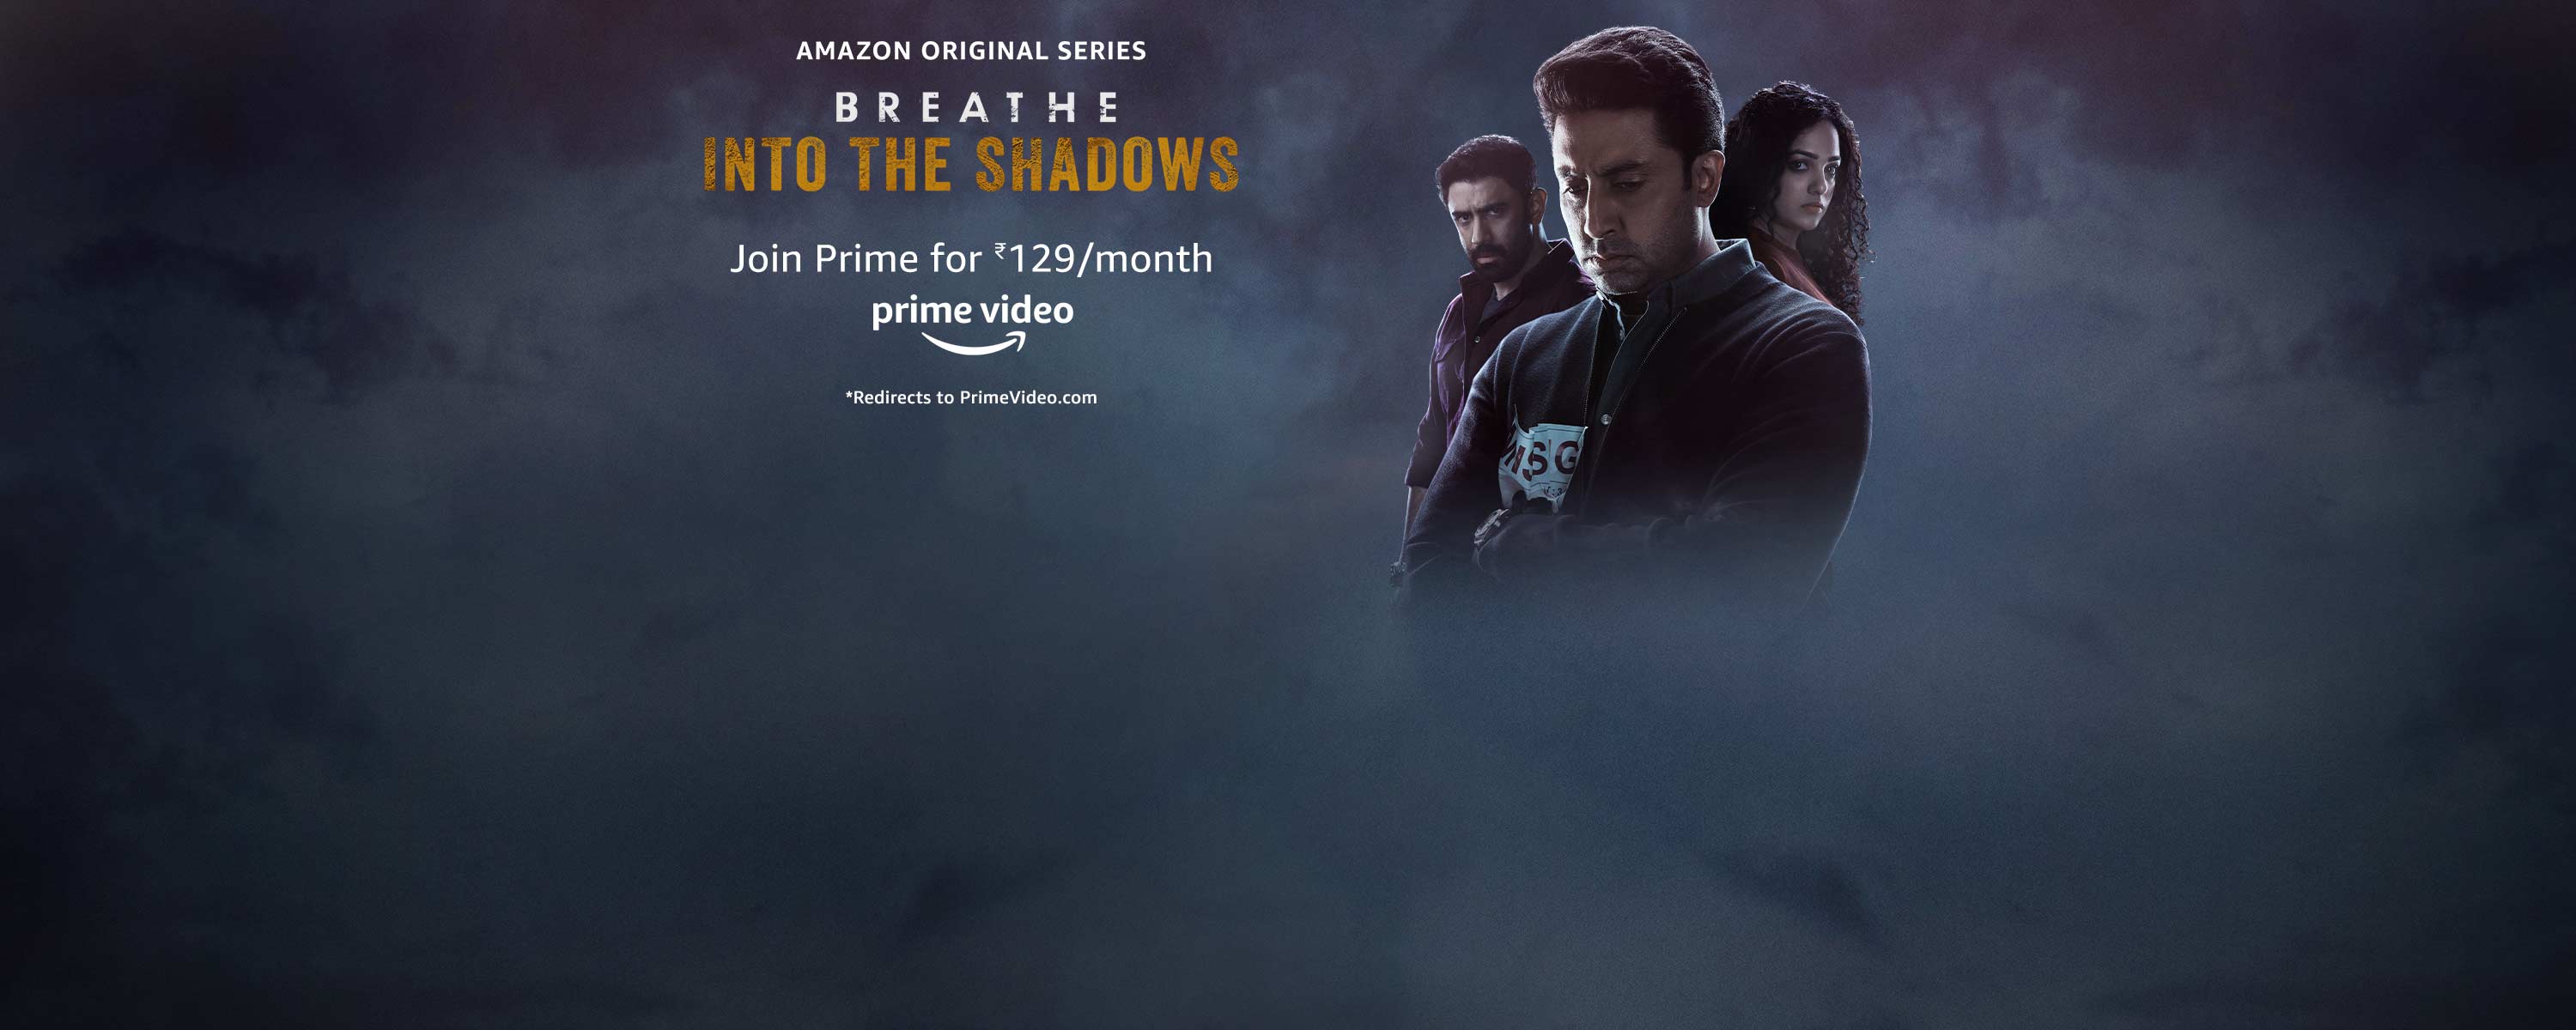 AMAZON ORIGINAL SERIES
BREATHE
INTO THE SHADOWS
Join Prime for ₹129/month
prime video
*Redirects to PrimeVideo.com